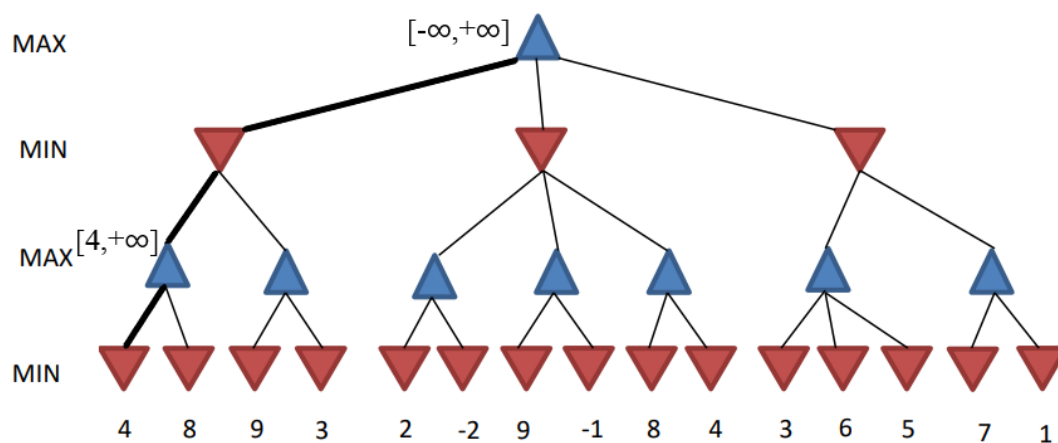 MAX [-∞,+∞]
MIN
MAX [4,+∞]
MIN
4 8 9 3 2 -2 9 -1 8 4 3 6 5 7 1